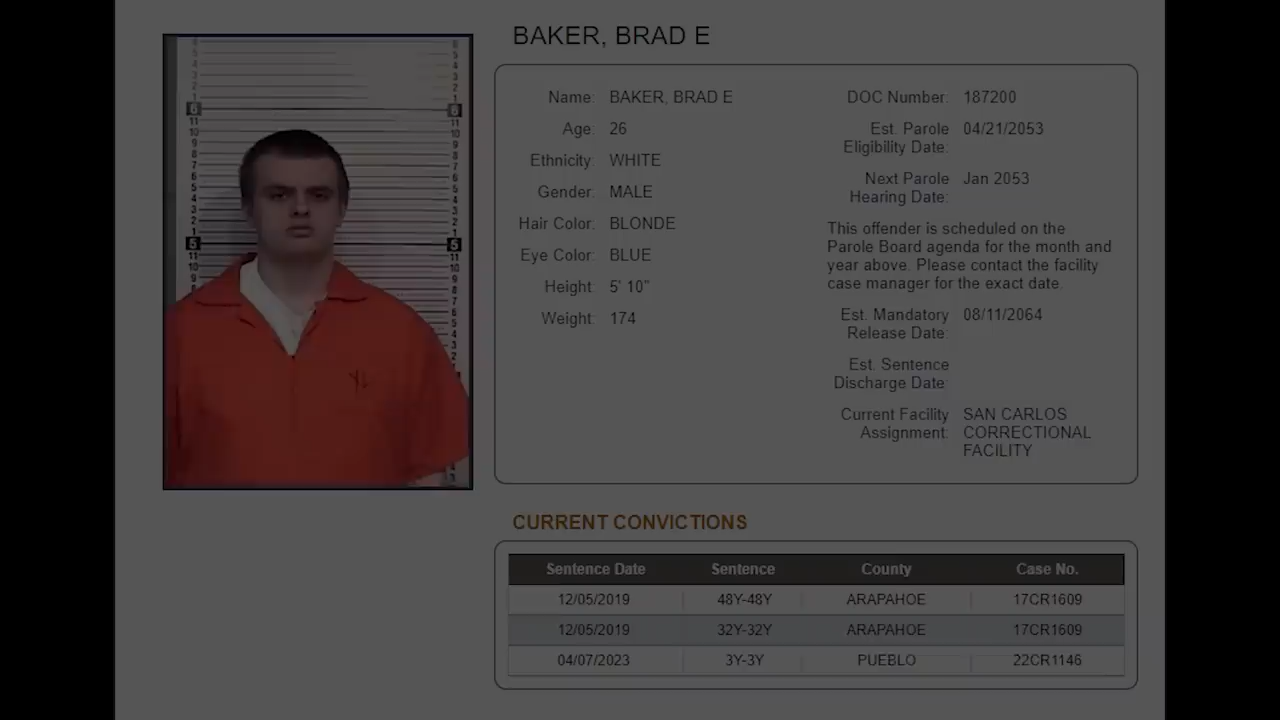 BAKER, BRAD E
Name: BAKER, BRAD E
Age: 26
Ethnicity: WHITE
Gender: MALE
Hair Color: BLONDE
Eye Color: BLUE
Height: 5' 10"
Weight: 174
DOC Number: 187200
Est. Parole Eligibility Date: 04/21/2053
Next Parole Hearing Date: Jan 2053
This offender is scheduled on the
Parole Board agenda for the month and
year above. Please contact the facility
case manager for the exact date.
Est. Mandatory Release Date: 08/11/2064
Est. Sentence
Discharge Date:
Current Facility Assignment: SAN CARLOS CORRECTIONAL FACILITY
CURRENT CONVICTIONS
Sentence Date Sentence County Case No.
12/05/2019 48Y-48Y ARAPAHOE 17CR1609
12/05/2019 32Y-32Y ARAPAHOE 17CR1609
04/07/2023 3Y-3Y PUEBLO 22CR1146